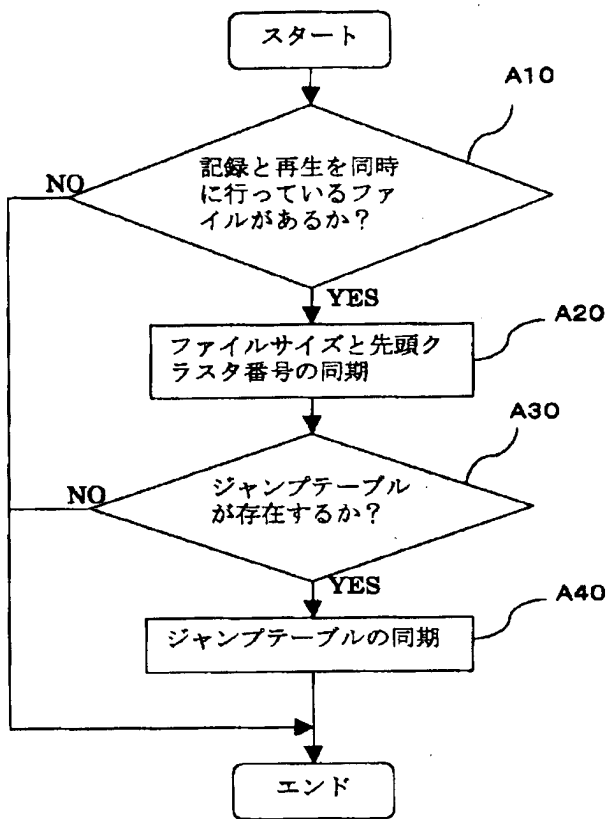 スタート
A10
記録と再生を同時
に行っているファ
イルがあるか？
NO
YES
A20
ファイルサイズと先頭ク
ラスタ番号の同期
A30
ジャンプテーブル
が存在するか？
NO
YES
A40
ジャンプテーブルの同期
エンド